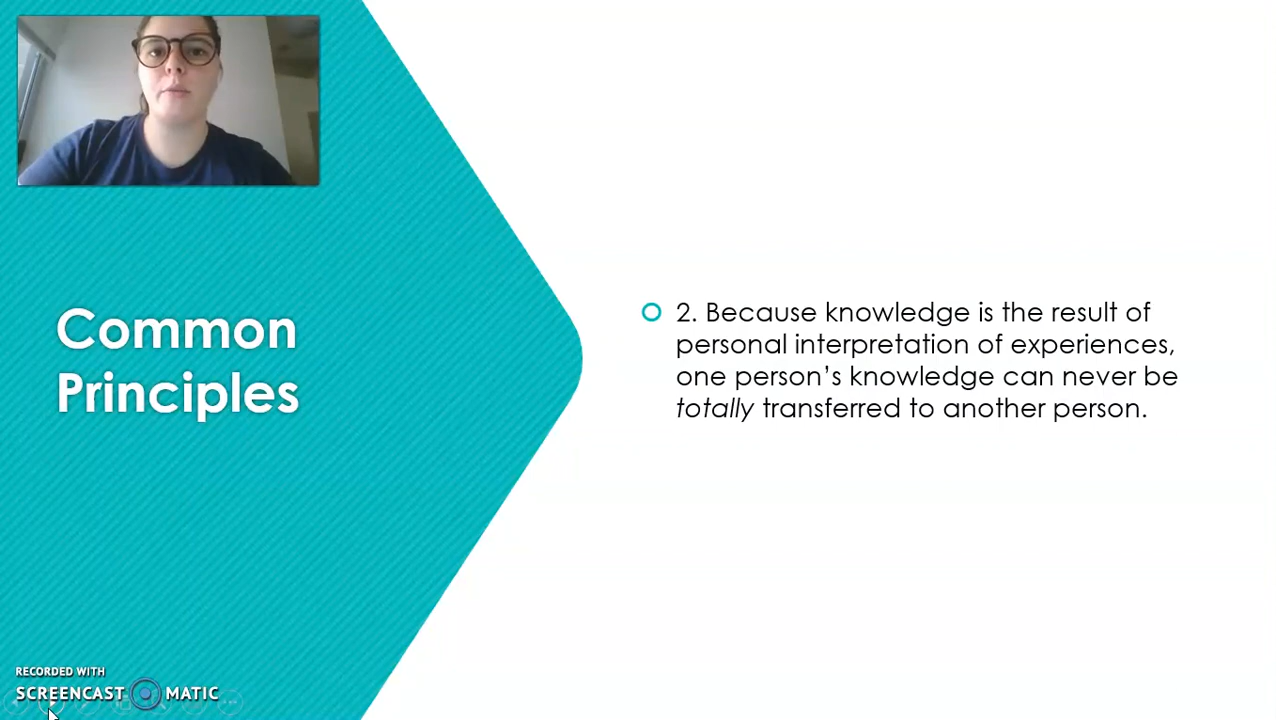 Common
Principles
2. Because knowledge is the result of
personal interpretation of experiences,
one person’s knowledge can never be
totally transferred to another person.
RECORDED WITH
SCREENCAST MATIC